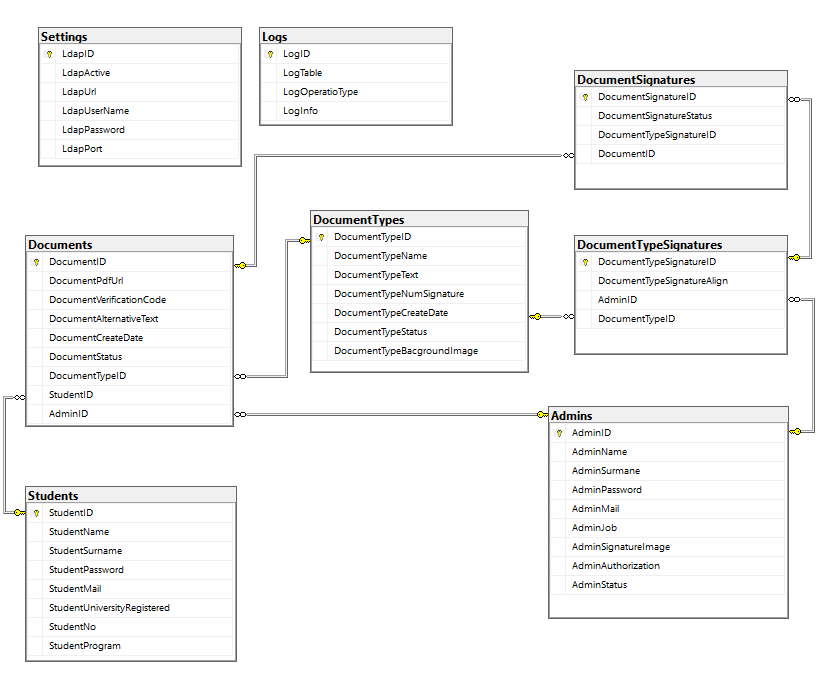 Settings
LdapID
LdapActive
LdapUrl
LdapUserName
LdapPassword
LdapPort
Logs
LogID
LogTable
LogOperatioType
LogInfo
DocumentSignatures
DocumentSignatureID
DocumentSignatureStatus
DocumentTypeSignatureID
DocumentID
Documents
DocumentID
DocumentPdfUrl
DocumentVerificationCode
DocumentAlternativeText
DocumentCreateDate
DocumentStatus
DocumentTypeID
StudentID
AdminID
DocumentTypes
DocumentTypeID
DocumentTypeName
DocumentTypeText
DocumentTypeNumSignature
DocumentTypeCreateDate
DocumentTypeStatus
DocumentTypeBacgroundImage
DocumentTypeSignatures
DocumentTypeSignatureID
DocumentTypeSignatureAlign
AdminID
DocumentTypeID
Students
StudentID
StudentName
StudentSurname
StudentPassword
StudentMail
StudentUniversityRegistered
StudentNo
StudentProgram
Admins
AdminID
AdminName
AdminSurmane
AdminPassword
AdminMail
AdminJob
AdminSignatureImage
AdminAuthorization
AdminStatus